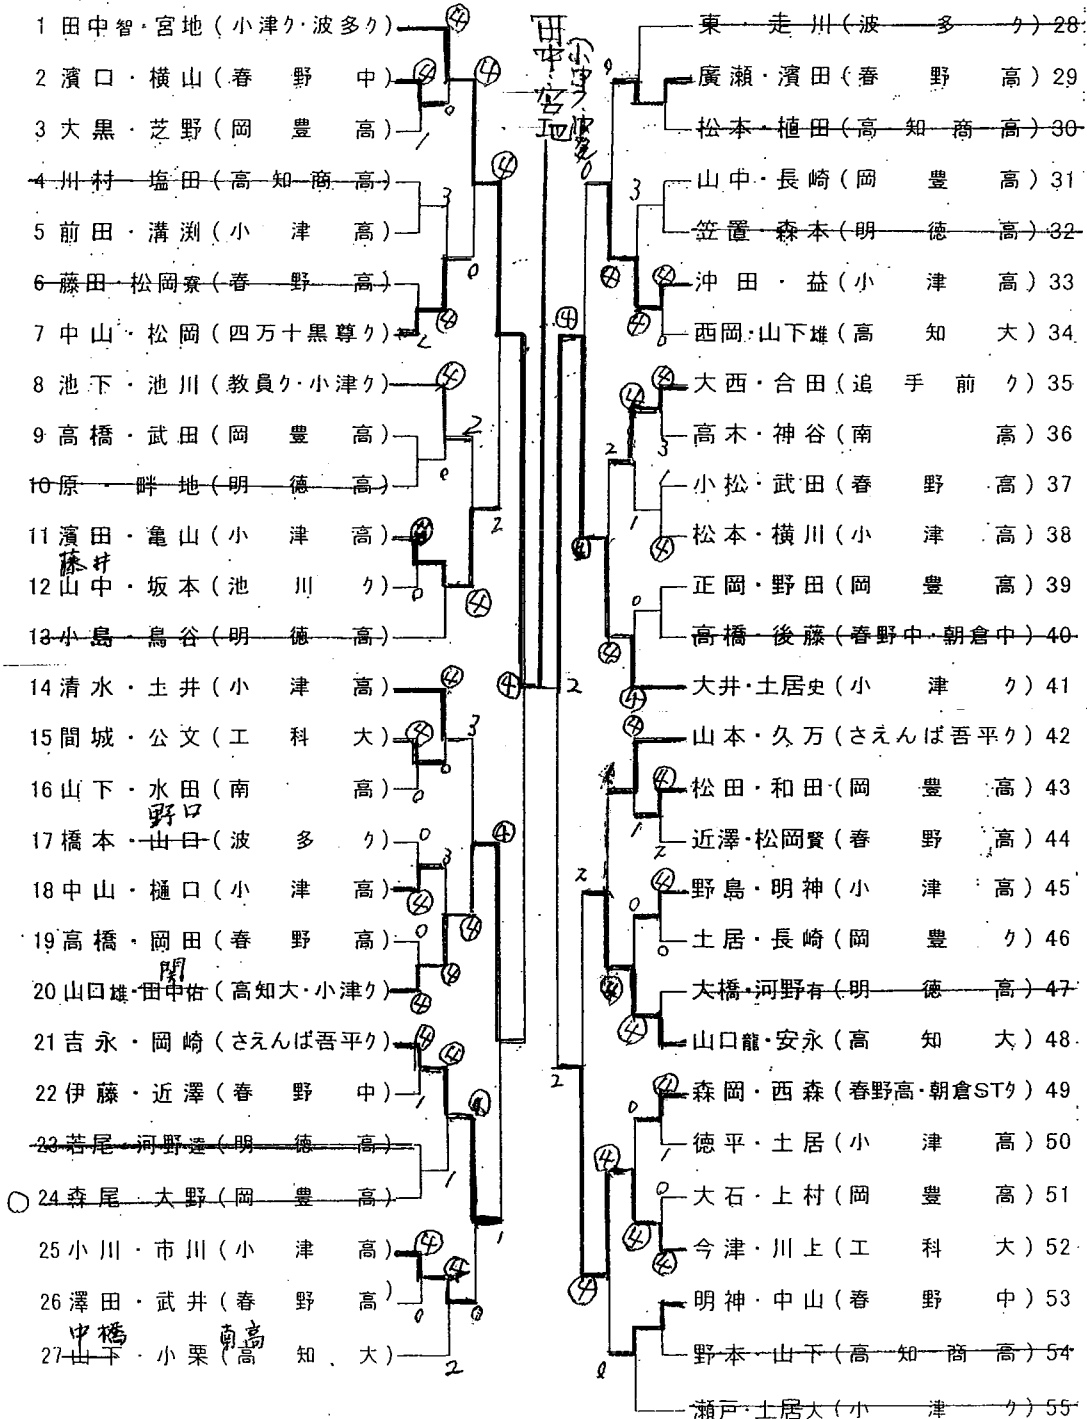 1 田中智・宮地(小津ク・波多ク)
2 濱口・横山(春野中)
3 大黒・芝野(岡豊高)
4 川村・塩田(高知商高)
5 前田・溝渕(小津高)
6 藤田・松岡寮(春野高)
7 中山・松岡(四万十黒尊ク)
8 池下・池川(教員ク・小津ク)
9 高橋・武田(岡豊高)
10 原・畔地(明徳高)
11 濱田・亀山(小津高)
藤井
12 山中・坂本(池川ク)
13 小島・鳥谷(明徳高)
14 清水・土井(小津高)
15 間城・公文(工科大)
16 山下・水田(南高)
野口
17 橋本・山口(波多ク)
18 中山・樋口(小津高)
19 高橋・岡田(春野高)
関
20 山口雄・田中佑(高知大・小津ク)
21 吉永・岡崎(さえんば吾平ク)
22 伊藤・近澤(春野中)
23 若尾・河野達(明徳高)
24 森尾・大野(岡豊高)
25 小川・市川(小津高)
26 澤田・武井(春野高)
中橋 南高
27 山下・小栗(高知大)
田中・宮地
東・走川(波多ク)28
廣瀬・濱田(春野高)29
松本・植田(高知商高)30
山中・長崎(岡豊高)31
笠置・森本(明徳高)32
沖田・益(小津高)33
西岡・山下雄(高知大)34
大西・合田(追手前ク)35
高木・神谷(南高)36
小松・武田(春野高)37
松本・横川(小津高)38
正岡・野田(岡豊高)39
高橋・後藤(春野中・朝倉中)40
大井・土居史(小津ク)41
山本・久万(さえんば吾平ク)42
松田・和田(岡豊高)43
近澤・松岡賢(春野高)44
野島・明神(小津高)45
土居・長崎(岡豊ク)46
大橋・河野有(明徳高)47
山口龍・安永(高知大)48
森岡・西森(春野高・朝倉STク)49
徳平・土居(小津高)50
大石・上村(岡豊高)51
今津・川上(工科大)52
明神・中山(春野中)53
野本・山下(高知商高)54
瀬戸・土居大(小津ク)55